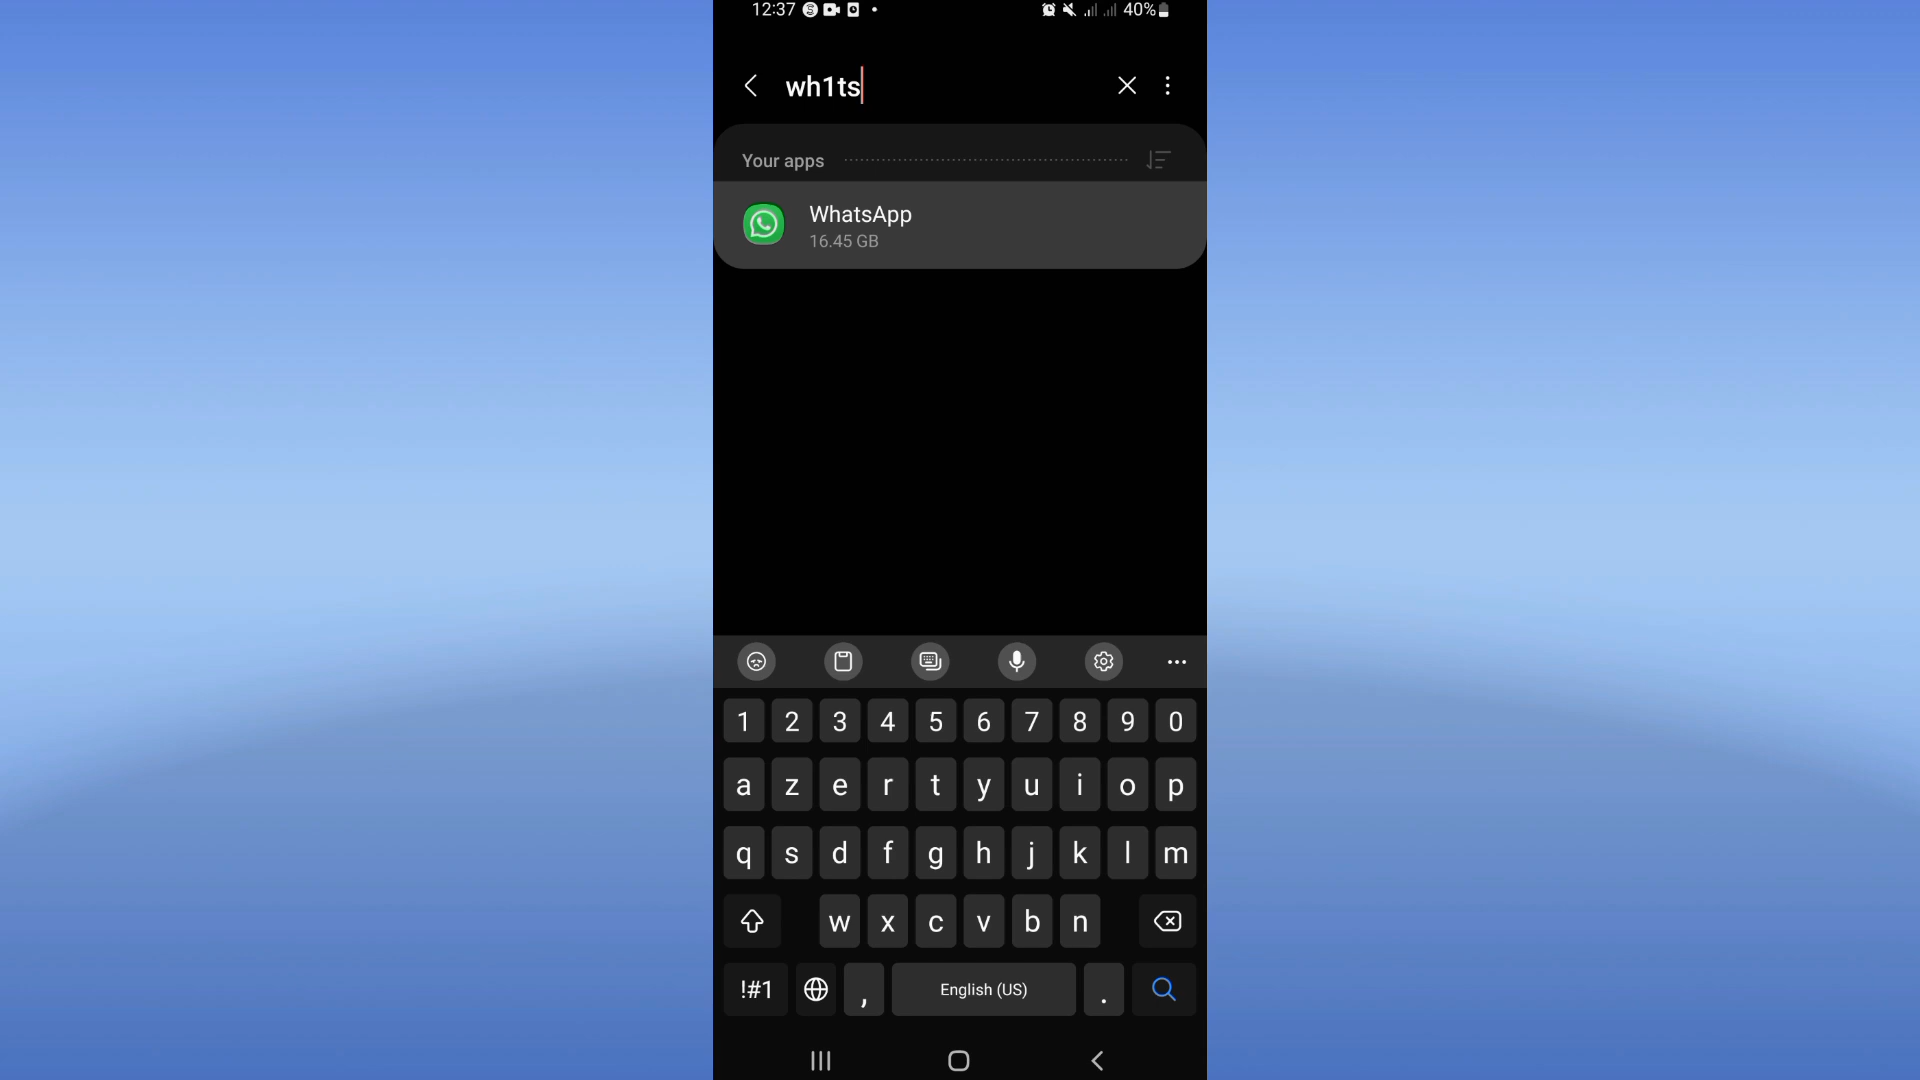 12:37 40%
wh1ts
Your apps
WhatsApp
16.45 GB
1 2 3 4 5 6 7 8 9 0
a z e r t y u i o p
q s d f g h j k l m
w x c v b n
!#1 , English (US) .